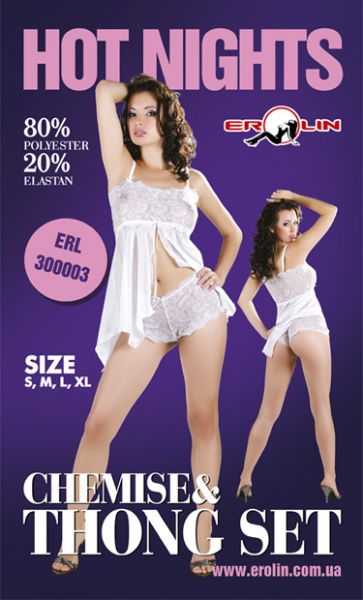 HOT NIGHTS
80%
POLYESTER
20%
ELASTAN
EROLIN
ERL
300003
SIZE
S, M, L, XL
CHEMISE&
THONG SET
www.erolin.com.ua